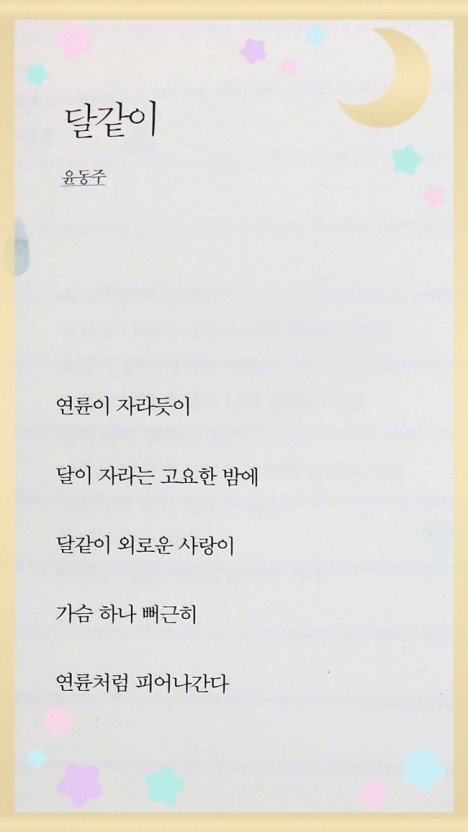 달같이
윤동주
연륜이 자라듯이
달이 자라는 고요한 밤에
달같이 외로운 사랑이
가슴 하나 뻐근히
연륜처럼 피어나간다